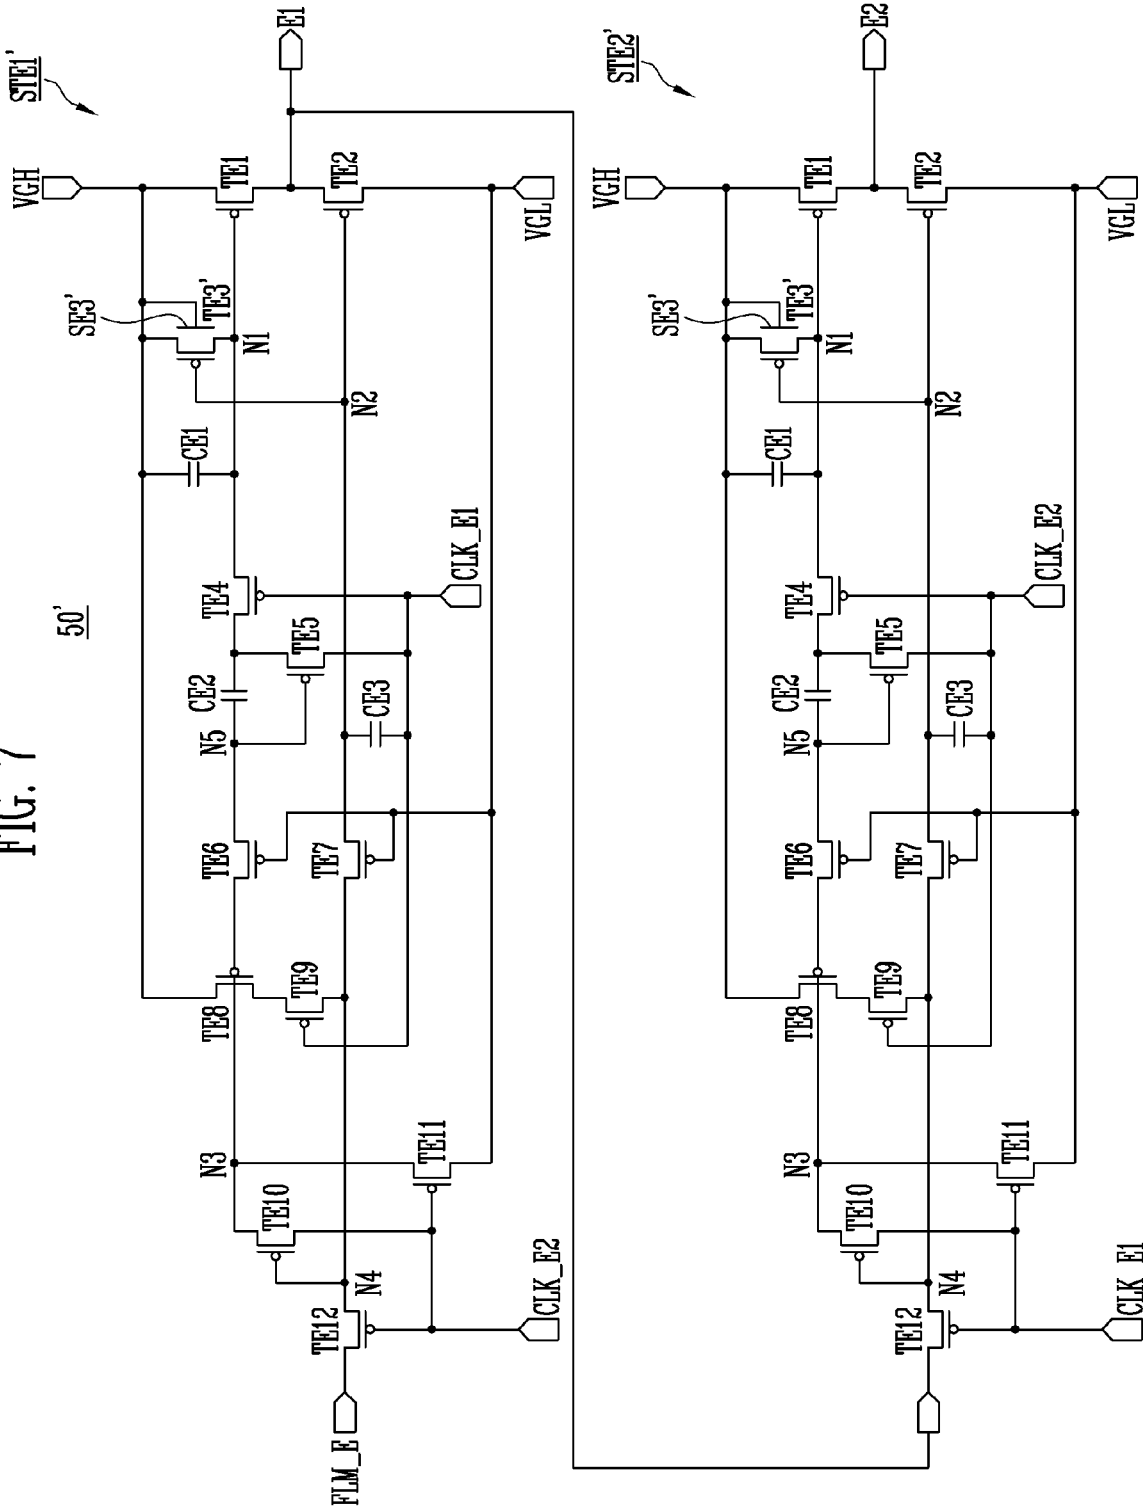 FIG. 7
50'
STE1'
VGH
SE3'
TE3'
TE1
E1
CE1
N1
N2
TE2
VGL
TE4
CE2
N5
TE5
CE3
CLK_E1
TE6
TE7
TE8
TE9
N3
TE10
TE11
N4
TE12
FLM_E
CLK_E2
STE2'
VGH
SE3'
TE3'
TE1
E2
CE1
N1
N2
TE2
VGL
TE4
CE2
N5
TE5
CE3
CLK_E2
TE6
TE7
TE8
TE9
N3
TE10
TE11
N4
TE12
CLK_E1